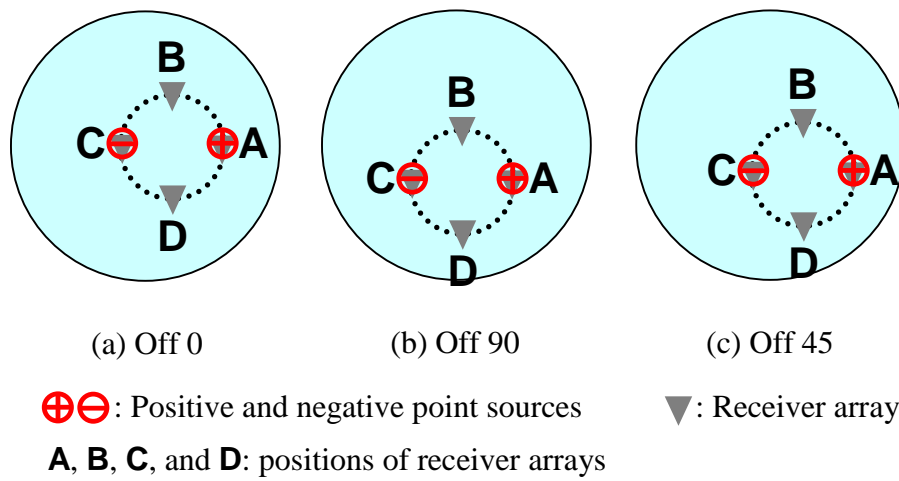 B
C
A
D
B
C
A
D
B
C
A
D
(a) Off 0
(b) Off 90
(c) Off 45
: Positive and negative point sources
: Receiver array
A, B, C, and D: positions of receiver arrays